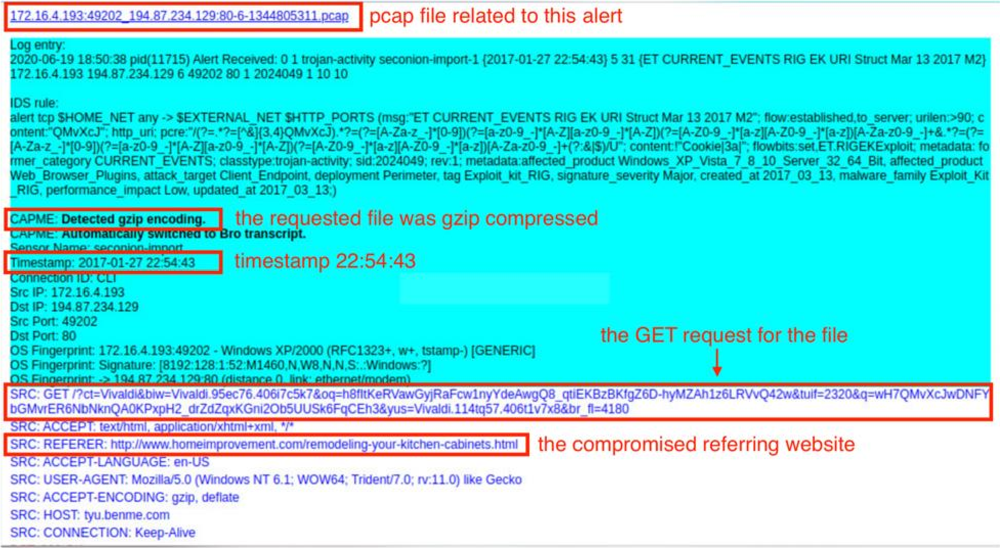 172.16.4.193:49202_194.87.234.129:80-6-1344805311.pcap pcap file related to this alert
Log entry:
2020-06-19 18:50:38 pid(11715) Alert Received: 0 1 trojan-activity seconion-import-1 {2017-01-27 22:54:43} 5 31 {ET CURRENT_EVENTS RIG EK URI Struct Mar 13 2017 M2}
172.16.4.193 194.87.234.129 6 49202 80 1 2024049 1 10 10
IDS rule:
alert tcp $HOME_NET any -> $EXTERNAL_NET $HTTP_PORTS (msg:"ET CURRENT_EVENTS RIG EK URI Struct Mar 13 2017 M2"; flow:established,to_server; urilen:>90; c
ontent:"QMvXcJ"; http_uri; pcre:"/(?=.*?=[^&]{3,4}QMvXcJ).*?=(?=[A-Za-z_-]*[0-9])(?=[a-z0-9_-]*[A-Z][a-z0-9_-]*[A-Z])(?=[A-Z0-9_-]*[a-z][A-Z0-9_-]*[a-z])[A-Za-z0-9_-]+&.*?=(?=
[A-Za-z_-]*[0-9])(?=[a-z0-9_-]*[A-Z][a-z0-9_-]*[A-Z])(?=[A-Z0-9_-]*[a-z][A-Z0-9_-]*[a-z])[A-Za-z0-9_-]+(?:&|$)/U"; content:!"Cookie|3a|"; flowbits:set,ET.RIGEKExploit; metadata: fo
rmer_category CURRENT_EVENTS; classtype:trojan-activity; sid:2024049; rev:1; metadata:affected_product Windows_XP_Vista_7_8_10_Server_32_64_Bit, affected_product
Web_Browser_Plugins, attack_target Client_Endpoint, deployment Perimeter, tag Exploit_kit_RIG, signature_severity Major, created_at 2017_03_13, malware_family Exploit_Kit
_RIG, performance_impact Low, updated_at 2017_03_13;)
CAPME: Detected gzip encoding. the requested file was gzip compressed
CAPME: Automatically switched to Bro transcript.
Sensor Name: seconion-import
Timestamp: 2017-01-27 22:54:43 timestamp 22:54:43
Connection ID: CLI
Src IP: 172.16.4.193
Dst IP: 194.87.234.129
Src Port: 49202
Dst Port: 80
the GET request for the file
OS Fingerprint: 172.16.4.193:49202 - Windows XP/2000 (RFC1323+, w+, tstamp-) [GENERIC]
OS Fingerprint: Signature: [8192:128:1:52:M1460,N,W8,N,N,S:.:Windows:?]
OS Fingerprint: -> 194.87.234.129:80 (distance 0, link: ethernet/modem)
SRC: GET /?ct=Vivaldi&biw=Vivaldi.95ec76.406i7c5k7&oq=h8fItKeRVawGyjRaFcw1nyYdeAwgQ8_qtiEKBzBKfgZ6D-hyMZAh1z6LRVvQ42w&tuif=2320&q=wH7QMvXcJwDNFY
bGMvrER6NbNknQA0KPxpH2_drZdZqxKGni2Ob5UUSk6FqCEh3&yus=Vivaldi.114tq57.406t1v7x8&br_fl=4180
SRC: ACCEPT: text/html, application/xhtml+xml, */*
SRC: REFERER: http://www.homeimprovement.com/remodeling-your-kitchen-cabinets.html the compromised referring website
SRC: ACCEPT-LANGUAGE: en-US
SRC: USER-AGENT: Mozilla/5.0 (Windows NT 6.1; WOW64; Trident/7.0; rv:11.0) like Gecko
SRC: ACCEPT-ENCODING: gzip, deflate
SRC: HOST: tyu.benme.com
SRC: CONNECTION: Keep-Alive